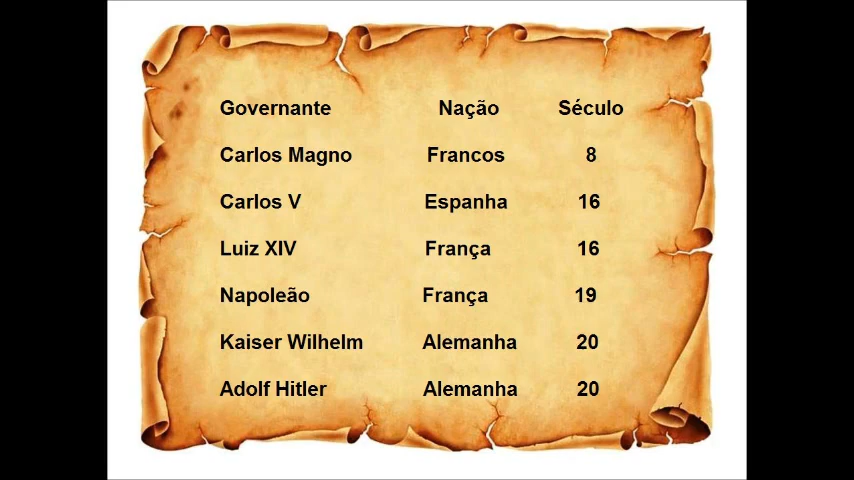 Governante Nação Século
Carlos Magno Francos 8
Carlos V Espanha 16
Luiz XIV França 16
Napoleão França 19
Kaiser Wilhelm Alemanha 20
Adolf Hitler Alemanha 20